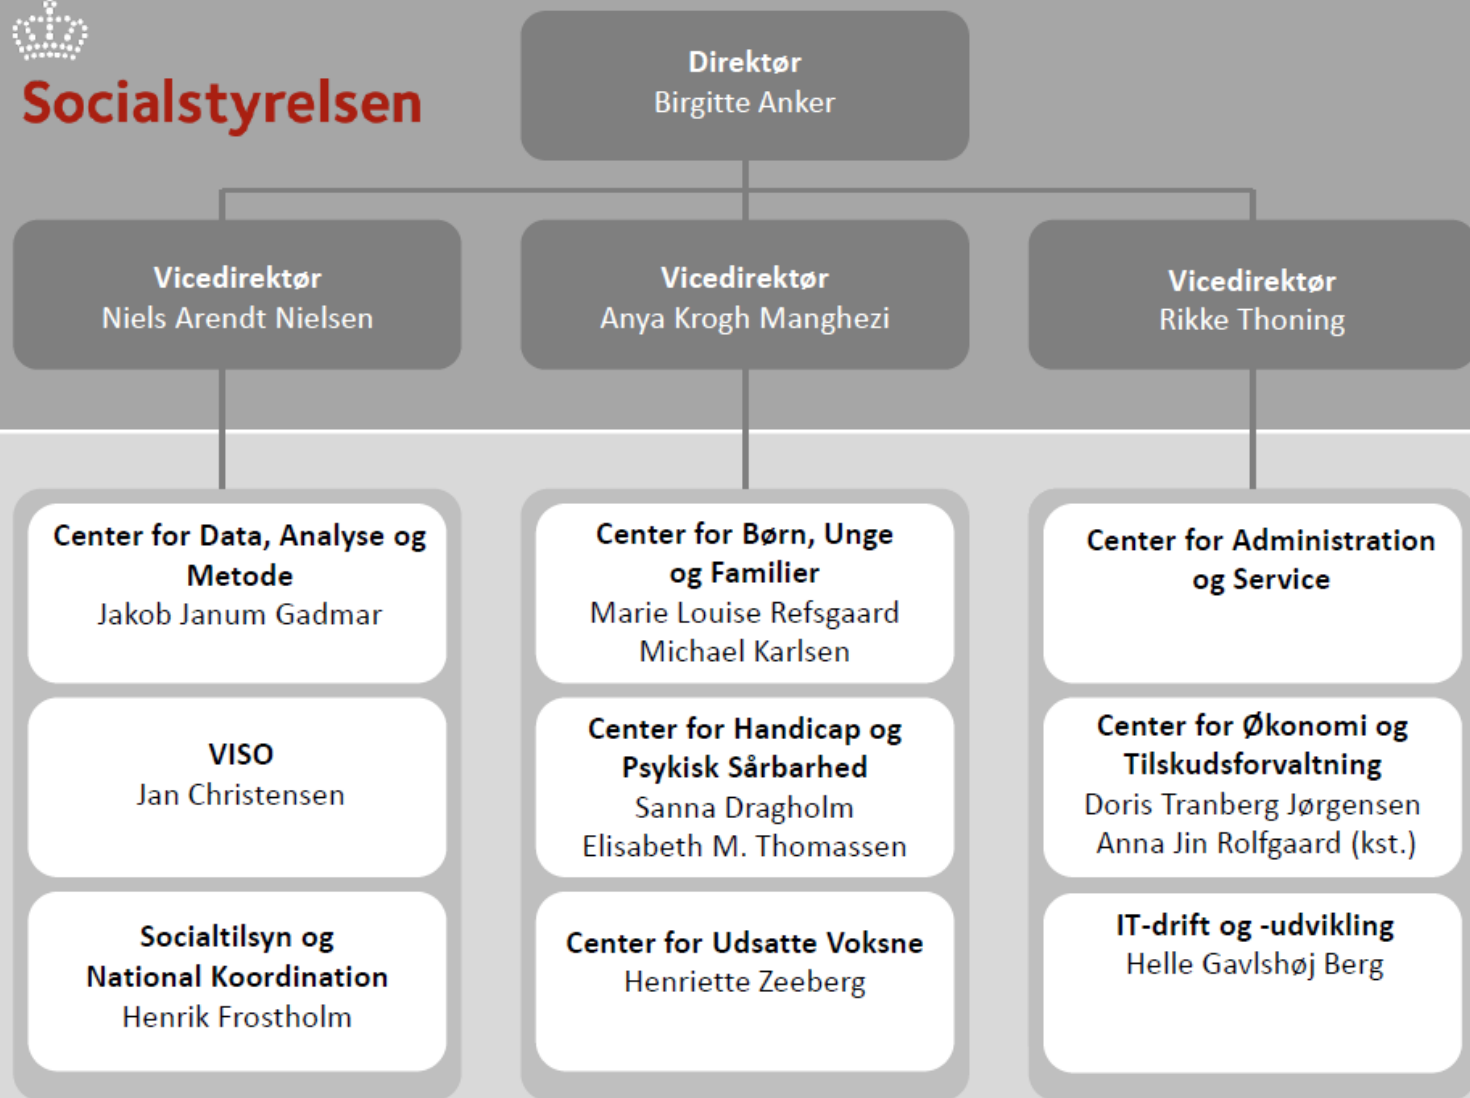 Socialstyrelsen
Direktør
Birgitte Anker
Vicedirektør
Niels Arendt Nielsen
Vicedirektør
Anya Krogh Manghezi
Vicedirektør
Rikke Thoning
Center for Data, Analyse og
Metode
Jakob Janum Gadmar
VISO
Jan Christensen
Socialtilsyn og
National Koordination
Henrik Frostholm
Center for Børn, Unge
og Familier
Marie Louise Refsgaard
Michael Karlsen
Center for Handicap og
Psykisk Sårbarhed
Sanna Dragholm
Elisabeth M. Thomassen
Center for Udsatte Voksne
Henriette Zeeberg
Center for Administration
og Service
Center for Økonomi og
Tilskudsforvaltning
Doris Tranberg Jørgensen
Anna Jin Rolfgaard (kst.)
IT-drift og -udvikling
Helle Gavlshøj Berg